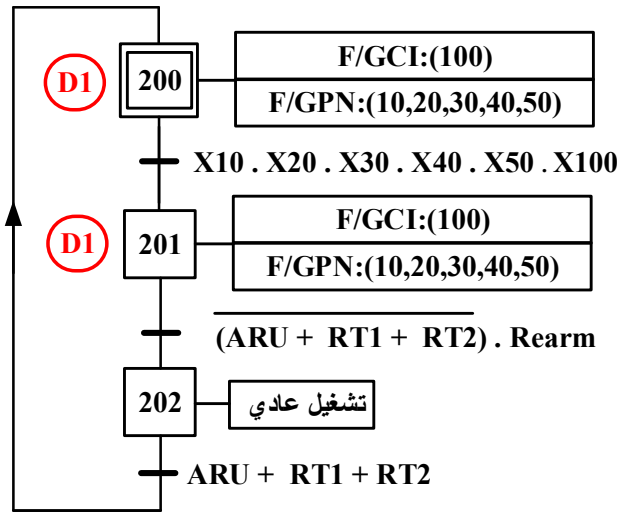 D1
200
F/GCI:(100)
F/GPN:(10,20,30,40,50)
X10 . X20 . X30 . X40 . X50 . X100
D1
201
F/GCI:(100)
F/GPN:(10,20,30,40,50)
(ARU + RT1 + RT2) . Rearm
202
تشغيل عادي
ARU + RT1 + RT2